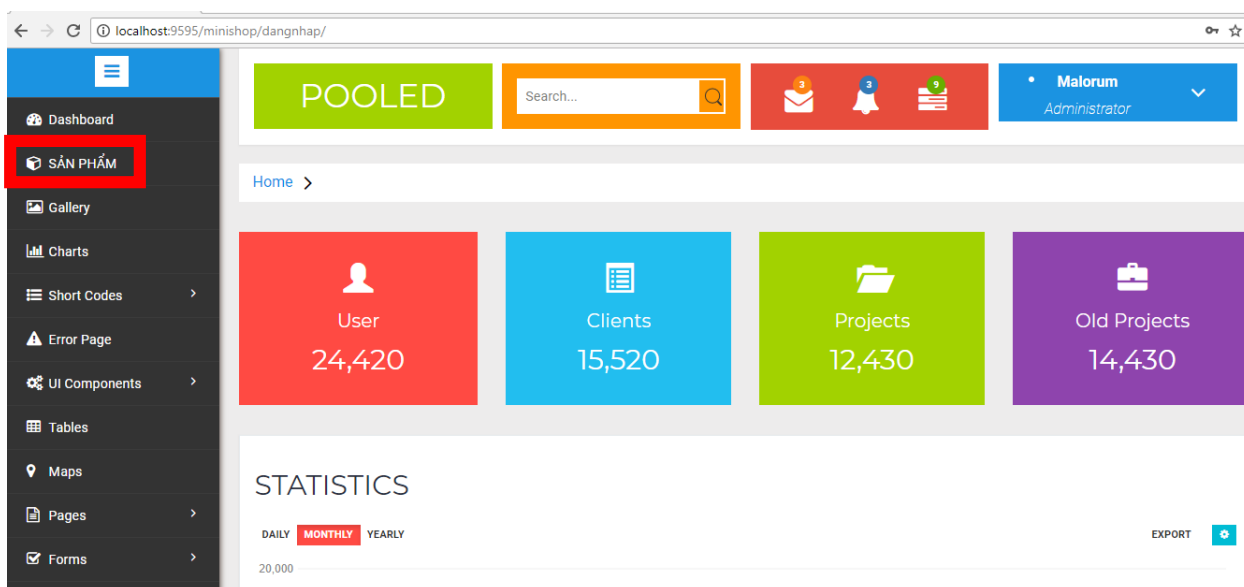 localhost:9595/minishop/dangnhap/
POOLED
Search...
3
3
9
Malorum
Administrator
Dashboard
SẢN PHẨM
Gallery
Charts
Short Codes
Error Page
UI Components
Tables
Maps
Pages
Forms
Home
User
24,420
Clients
15,520
Projects
12,430
Old Projects
14,430
STATISTICS
DAILY MONTHLY YEARLY
EXPORT
20,000